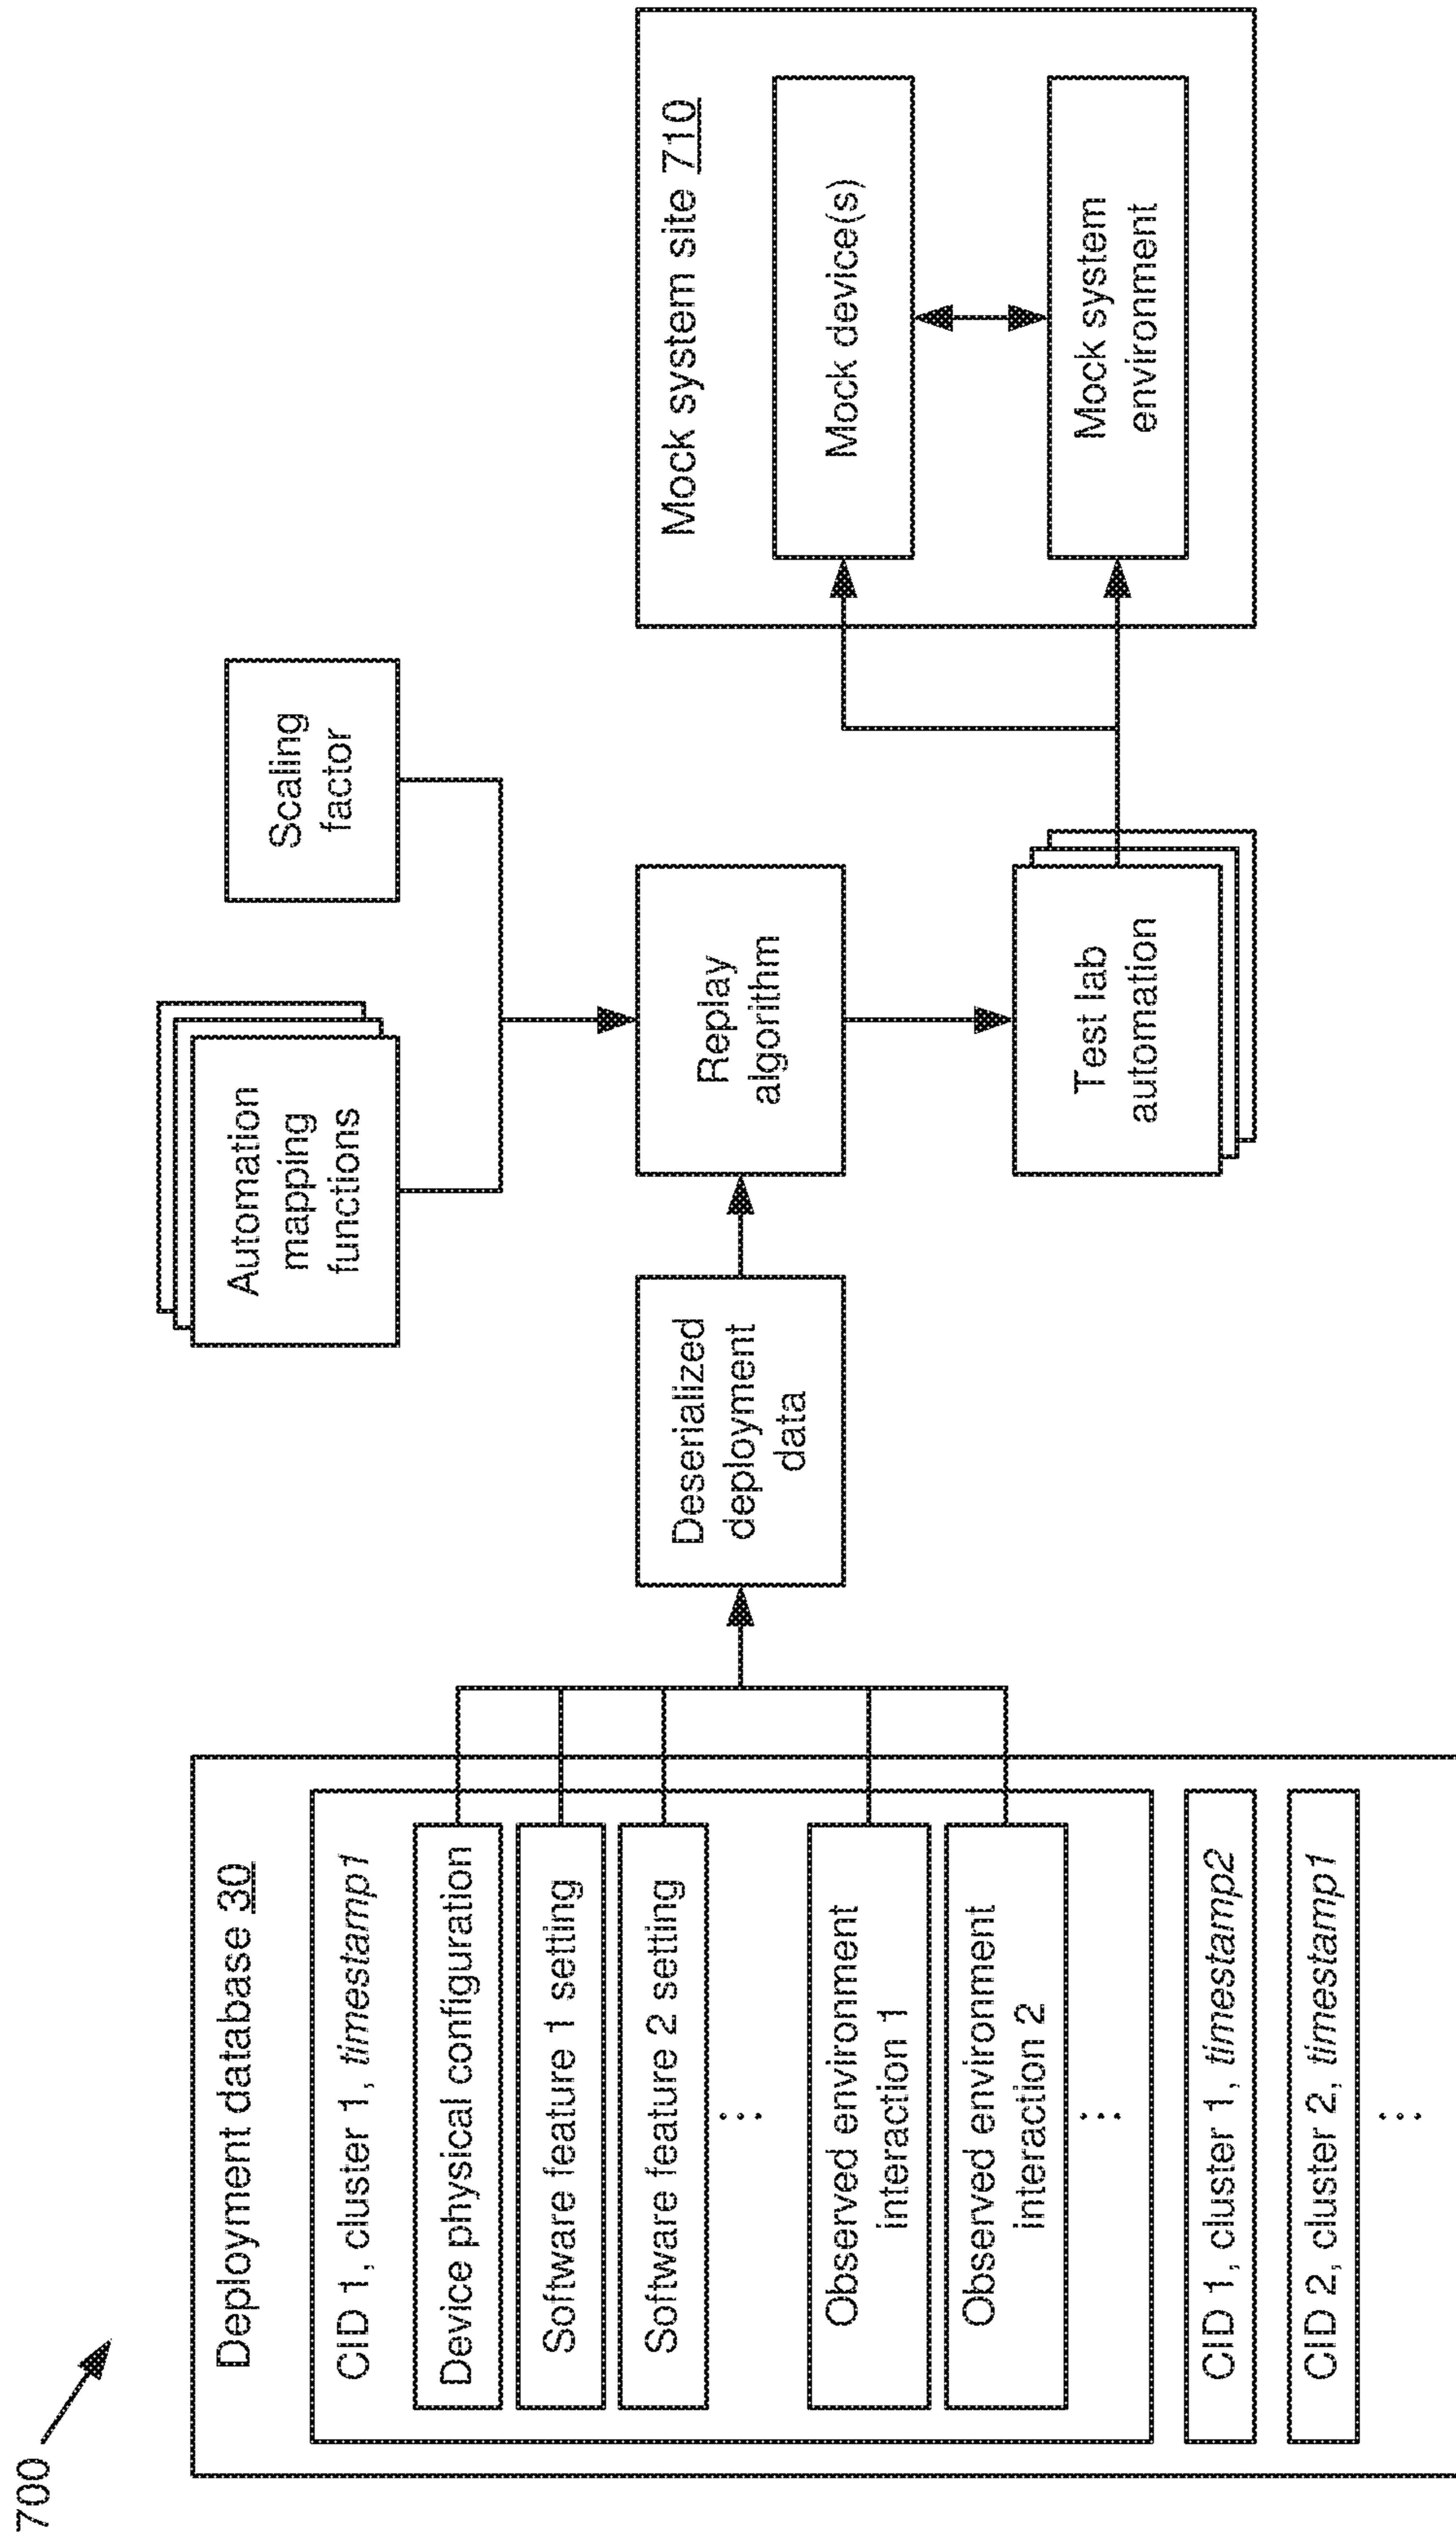 700
Deployment database 30
CID 1, cluster 1, timestamp1
Device physical configuration
Software feature 1 setting
Software feature 2 setting
...
Observed environment
interaction 1
Observed environment
interaction 2
...
CID 1, cluster 1, timestamp2
CID 2, cluster 2, timestamp1
...
Deserialized
deployment
data
Automation
mapping
functions
Scaling
factor
Replay
algorithm
Test lab
automation
Mock system site 710
Mock device(s)
Mock system
environment